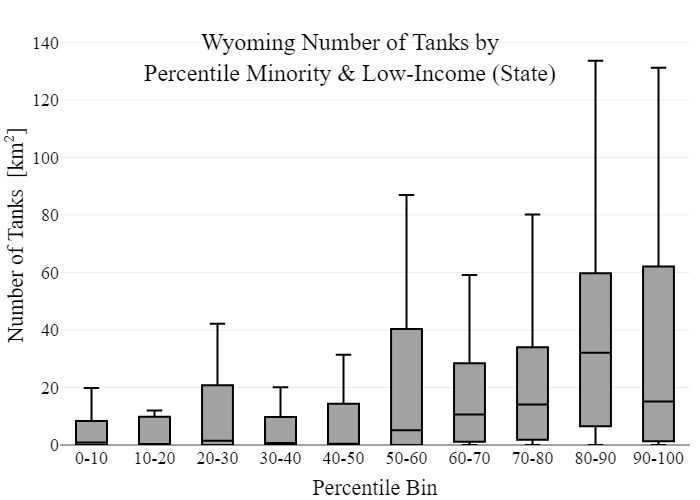 Wyoming Number of Tanks by
Percentile Minority & Low-Income (State)
Number of Tanks [km²]
140
120
100
80
60
40
20
0
0-10 10-20 20-30 30-40 40-50 50-60 60-70 70-80 80-90 90-100
Percentile Bin